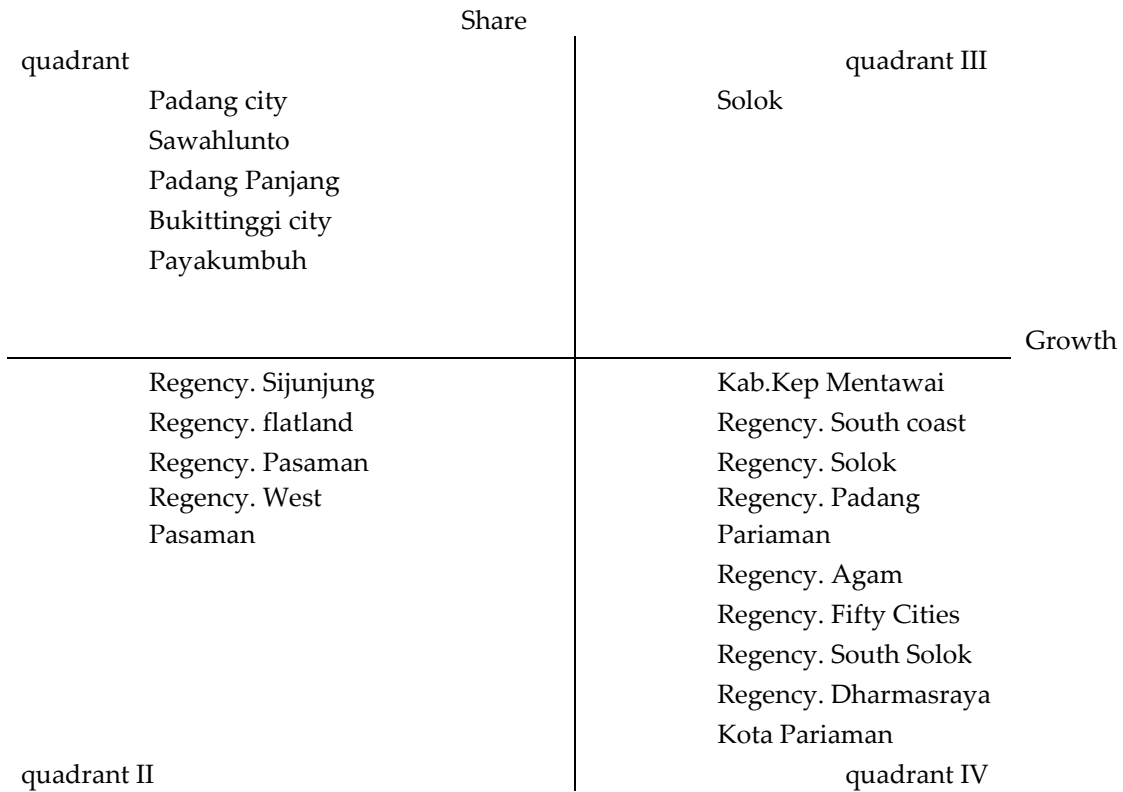 Share
quadrant
quadrant III
Padang city
Sawahlunto
Padang Panjang
Bukittinggi city
Payakumbuh
Solok
Growth
Regency. Sijunjung
Regency. flatland
Regency. Pasaman
Regency. West
Pasaman
Kab.Kep Mentawai
Regency. South coast
Regency. Solok
Regency. Padang
Pariaman
Regency. Agam
Regency. Fifty Cities
Regency. South Solok
Regency. Dharmasraya
Kota Pariaman
quadrant II
quadrant IV